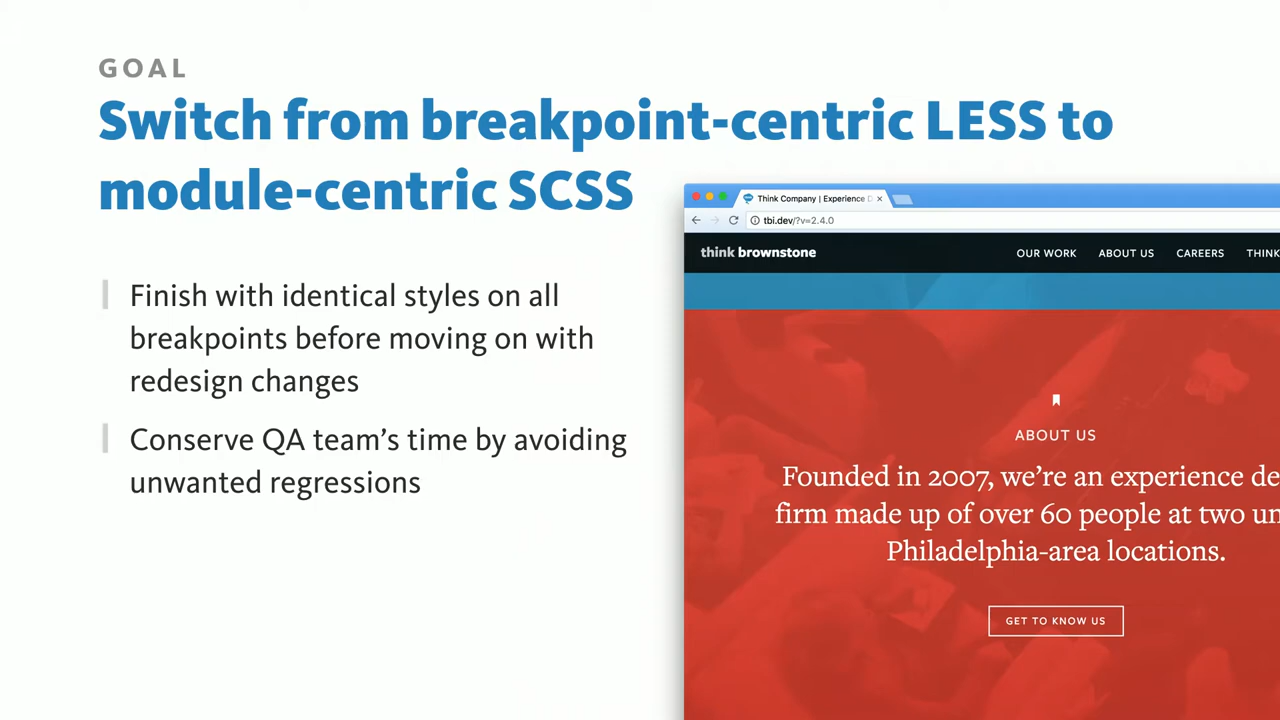 GOAL
Switch from breakpoint-centric LESS to
module-centric SCSS
Finish with identical styles on all
breakpoints before moving on with
redesign changes
Conserve QA team’s time by avoiding
unwanted regressions
Think Company | Experience D
tbi.dev/?v=2.4.0
think brownstone
OUR WORK ABOUT US CAREERS THINK
ABOUT US
Founded in 2007, we’re an experience de
firm made up of over 60 people at two un
Philadelphia-area locations.
GET TO KNOW US